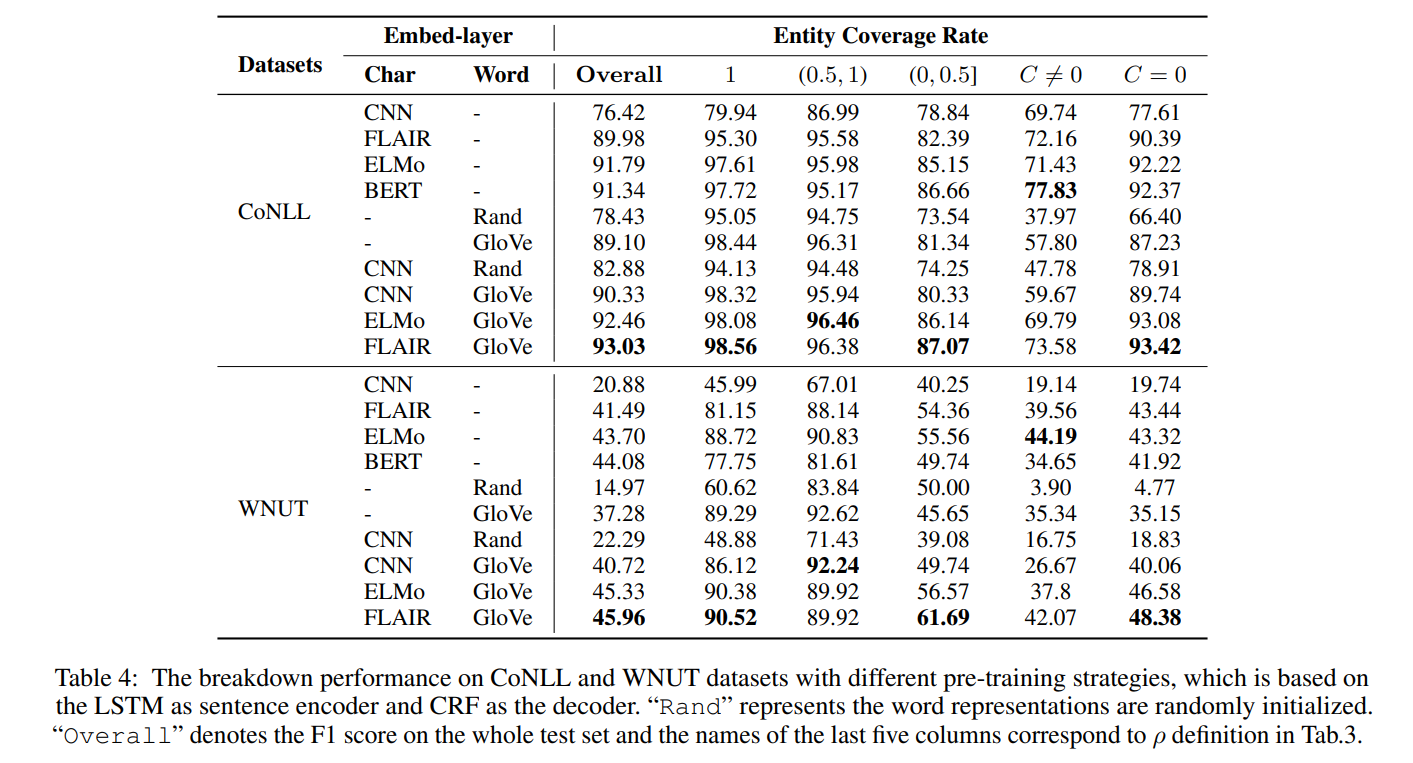 Datasets Embed-layer Entity Coverage Rate
Char Word Overall 1 (0.5, 1) (0, 0.5] C ≠ 0 C = 0
CoNLL
CNN - 76.42 79.94 86.99 78.84 69.74 77.61
FLAIR - 89.98 95.30 95.58 82.39 72.16 90.39
ELMo - 91.79 97.61 95.98 85.15 71.43 92.22
BERT - 91.34 97.72 95.17 86.66 77.83 92.37
- Rand 78.43 95.05 94.75 73.54 37.97 66.40
- GloVe 89.10 98.44 96.31 81.34 57.80 87.23
CNN Rand 82.88 94.13 94.48 74.25 47.78 78.91
CNN GloVe 90.33 98.32 95.94 80.33 59.67 89.74
ELMo GloVe 92.46 98.08 96.46 86.14 69.79 93.08
FLAIR GloVe 93.03 98.56 96.38 87.07 73.58 93.42
WNUT
CNN - 20.88 45.99 67.01 40.25 19.14 19.74
FLAIR - 41.49 81.15 88.14 54.36 39.56 43.44
ELMo - 43.70 88.72 90.83 55.56 44.19 43.32
BERT - 44.08 77.75 81.61 49.74 34.65 41.92
- Rand 14.97 60.62 83.84 50.00 3.90 4.77
- GloVe 37.28 89.29 92.62 45.65 35.34 35.15
CNN Rand 22.29 48.88 71.43 39.08 16.75 18.83
CNN GloVe 40.72 86.12 92.24 49.74 26.67 40.06
ELMo GloVe 45.33 90.38 89.92 56.57 37.8 46.58
FLAIR GloVe 45.96 90.52 89.92 61.69 42.07 48.38
Table 4: The breakdown performance on CoNLL and WNUT datasets with different pre-training strategies, which is based on
the LSTM as sentence encoder and CRF as the decoder. “Rand” represents the word representations are randomly initialized.
“Overall” denotes the F1 score on the whole test set and the names of the last five columns correspond to ρ definition in Tab.3.